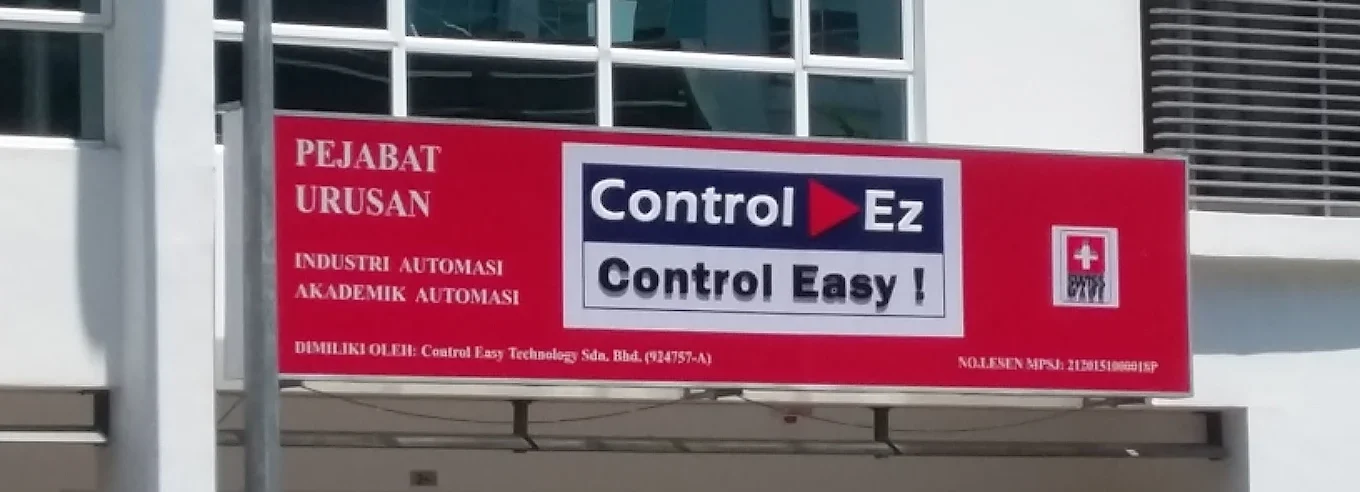 PEJABAT
URUSAN
INDUSTRI AUTOMASI
AKADEMIK AUTOMASI
Control Ez
Control Easy !
DIMILIKI OLEH: Control Easy Technology Sdn. Bhd. (924757-A)
NO.LESEN MPSJ: